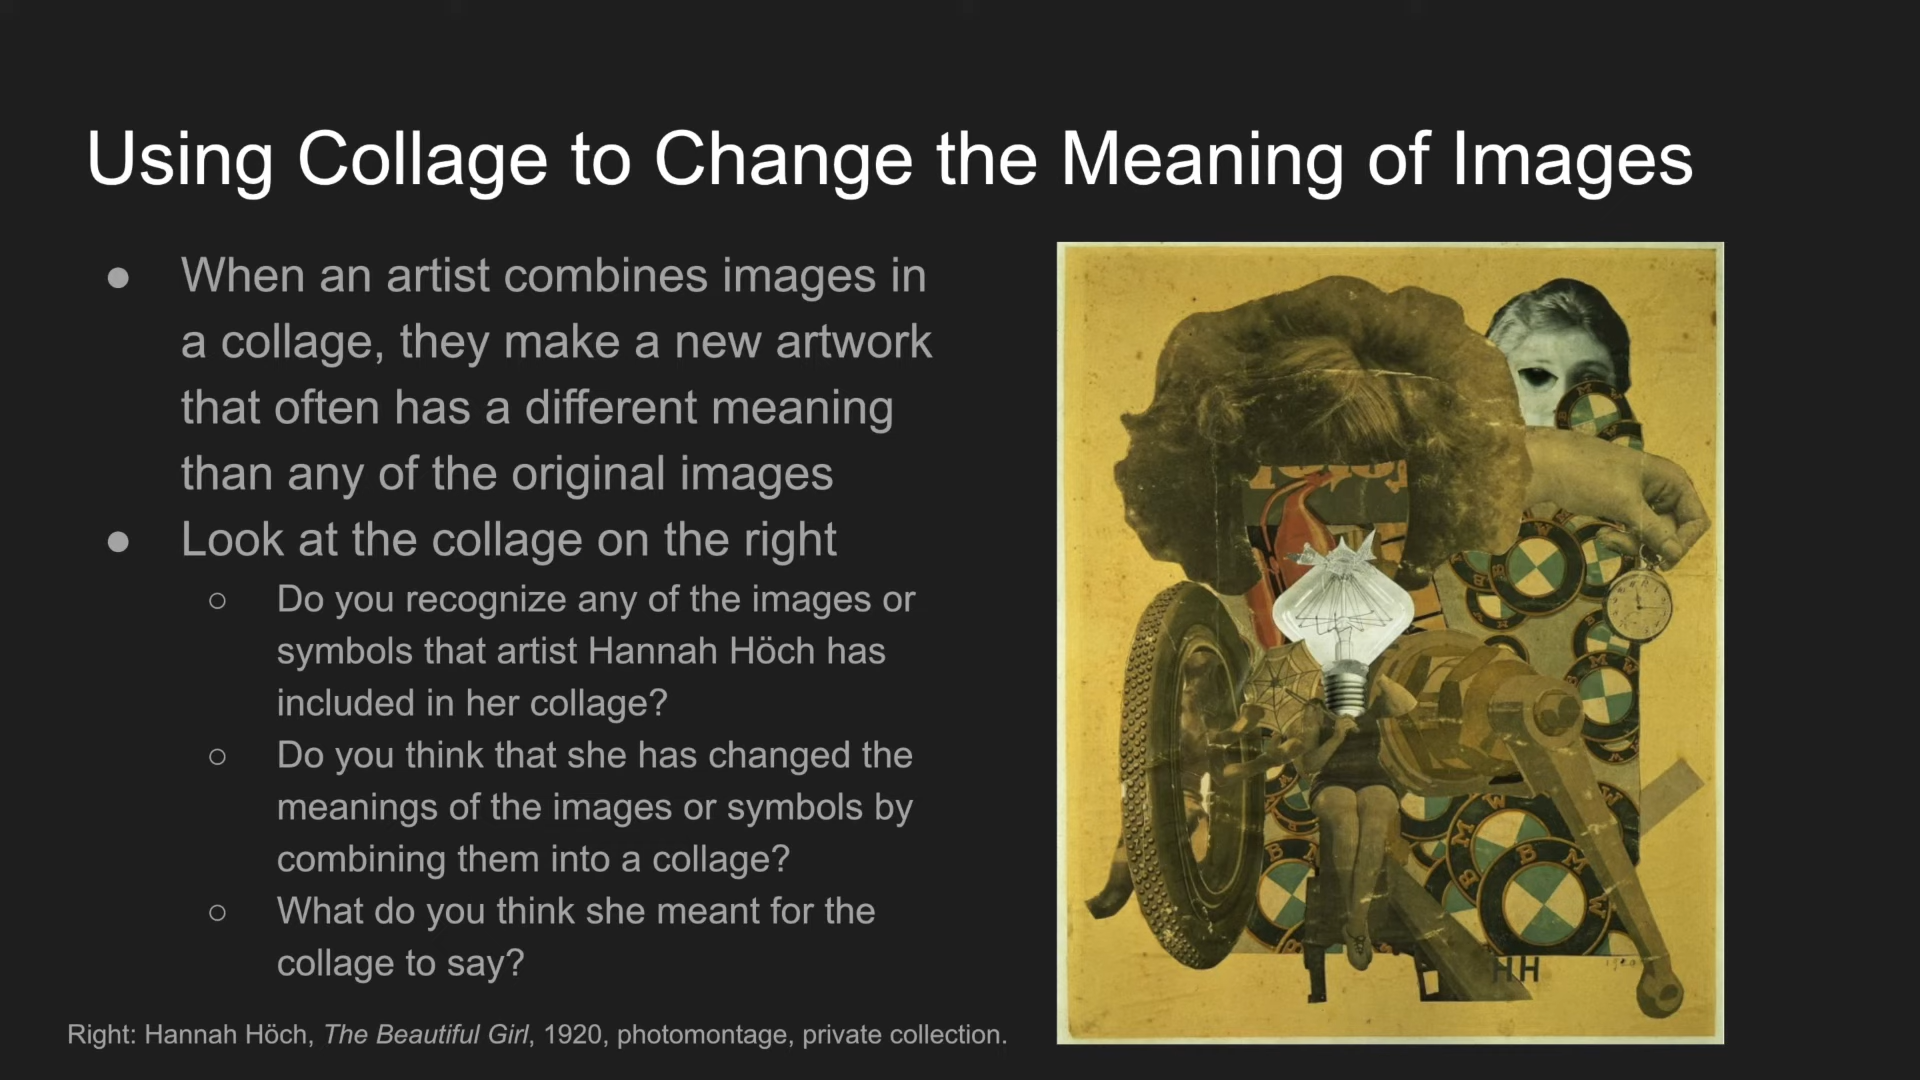 Using Collage to Change the Meaning of Images
● When an artist combines images in
a collage, they make a new artwork
that often has a different meaning
than any of the original images
● Look at the collage on the right
○ Do you recognize any of the images or
symbols that artist Hannah Höch has
included in her collage?
○ Do you think that she has changed the
meanings of the images or symbols by
combining them into a collage?
○ What do you think she meant for the
collage to say?
Right: Hannah Höch, The Beautiful Girl, 1920, photomontage, private collection.
BMW
BMW
HH